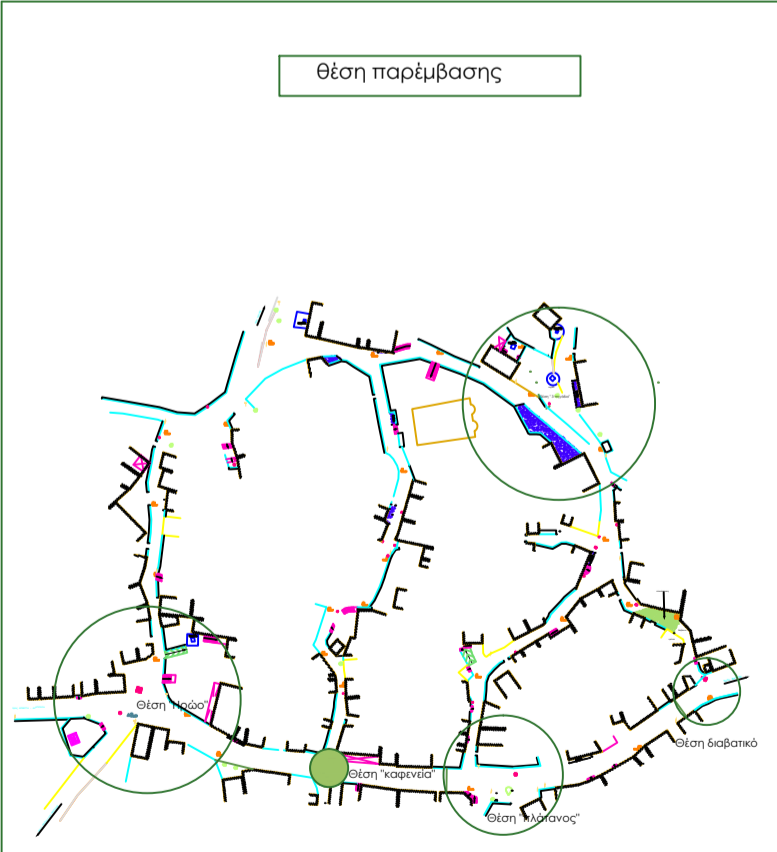 θέση παρέμβασης
Θέση "Ηρώο"
Θέση διαβατικό
Θέση "καφενεία"
Θέση "πλάτανος"